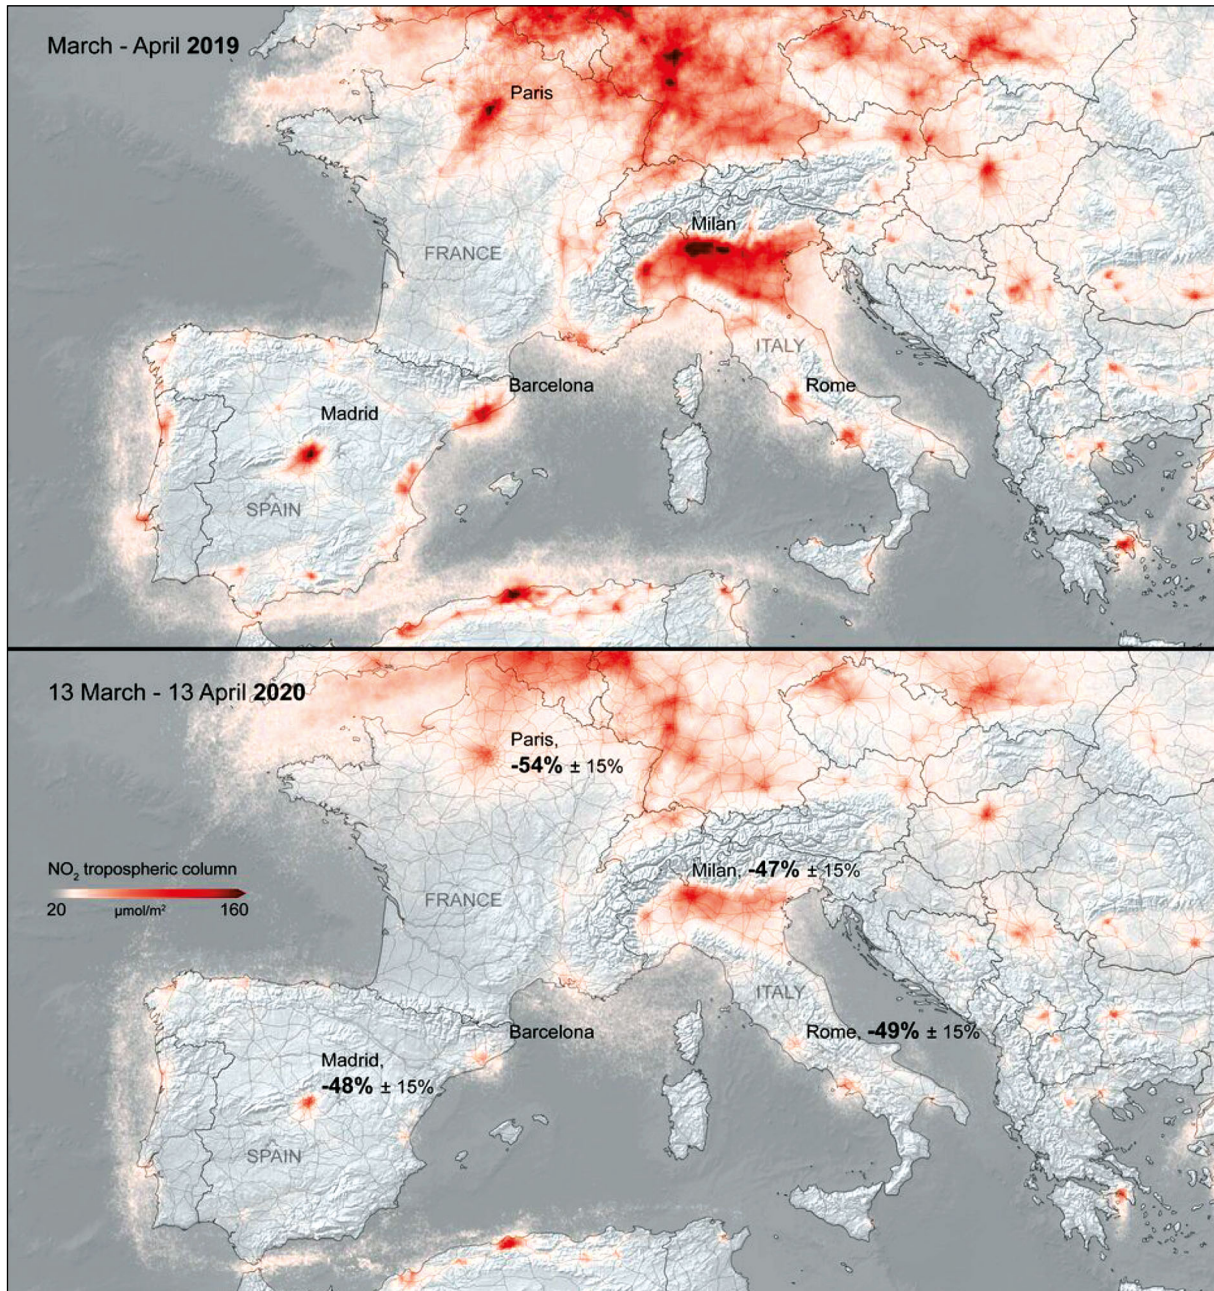 March - April 2019
Paris
Milan
FRANCE
ITALY
Barcelona
Rome
Madrid
SPAIN
13 March - 13 April 2020
Paris,
-54% ± 15%
NO₂ tropospheric column
20 µmol/m² 160
Milan, -47% ± 15%
FRANCE
ITALY
Barcelona
Rome, -49% ± 15%
Madrid,
-48% ± 15%
SPAIN